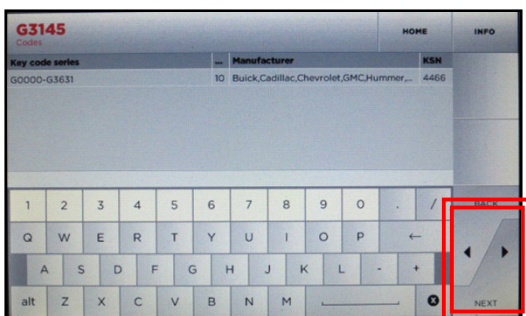 G3145
Codes
HOME
INFO
Key code series ... Manufacturer KSN
G0000-G3631 10 Buick,Cadillac,Chevrolet,GMC,Hummer,... 4466
1 2 3 4 5 6 7 8 9 0 . /
BACK
Q W E R T Y U I O P ←
A S D F G H J K L - +
alt Z X C V B N M
NEXT